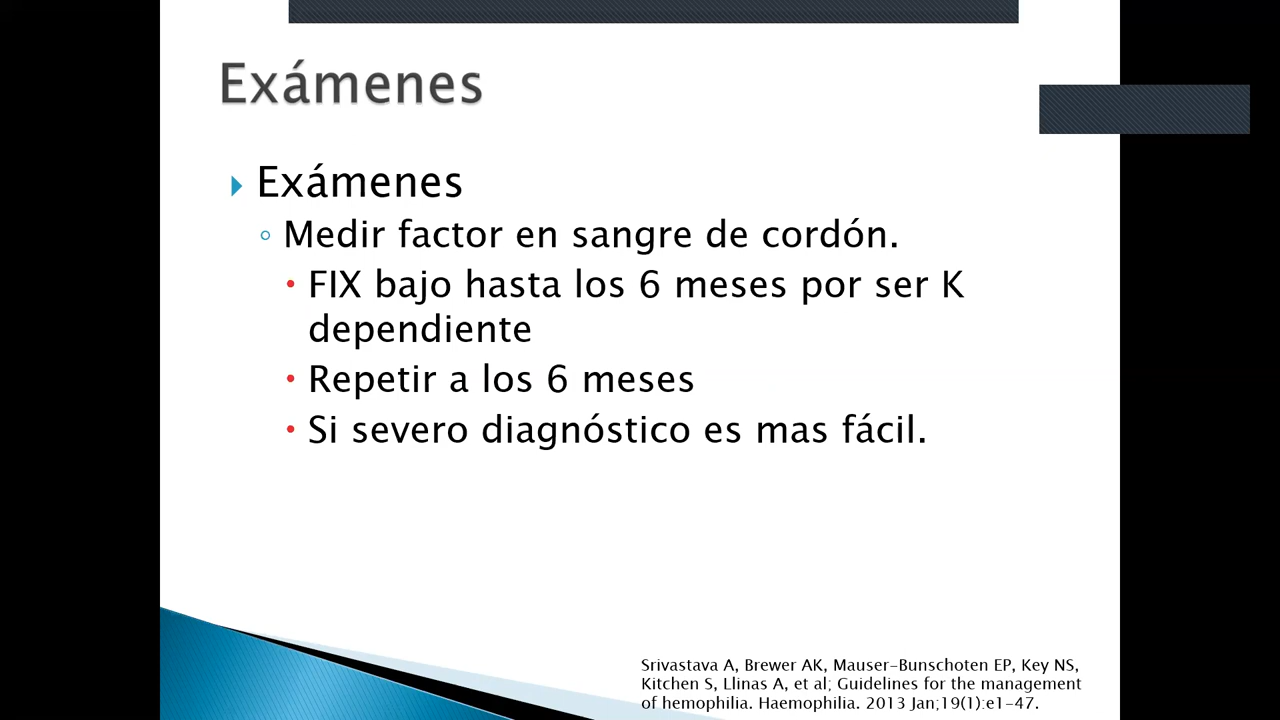 Exámenes
Exámenes
Medir factor en sangre de cordón.
FIX bajo hasta los 6 meses por ser K
dependiente
Repetir a los 6 meses
Si severo diagnóstico es mas fácil.
Srivastava A, Brewer AK, Mauser-Bunschoten EP, Key NS,
Kitchen S, Llinas A, et al; Guidelines for the management
of hemophilia. Haemophilia. 2013 Jan;19(1):e1-47.